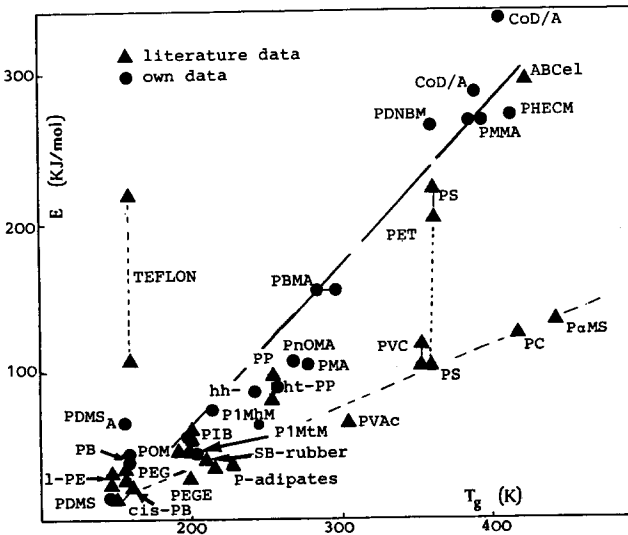 CoD/A
▲ literature data
● own data
300
CoD/A
ABCel
PDNBM
PHECM
PMMA
E (KJ/mol)
PS
200
PET
TEFLON
PBMA
PnOMA
PVC
PC
PαMS
PP
PMA
PS
100
hh-
ht-PP
PDMS A
P1MhM
PVAc
PIB
P1MtM
PB
POM
SB-rubber
l-PE
PEG
P-adipates
PEGE
PDMS
cis-PB
Tg (K)
200
300
400